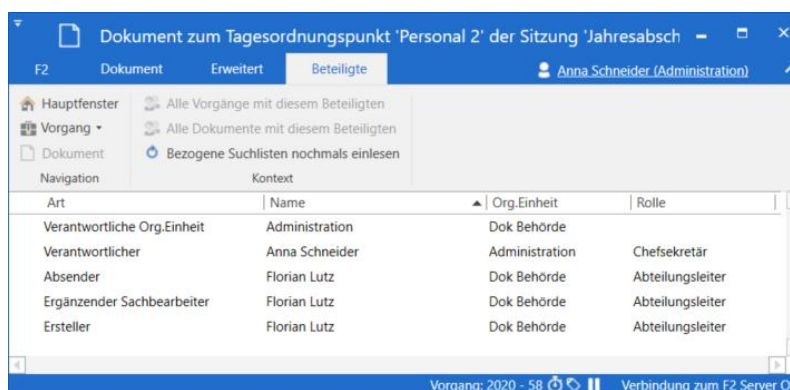 Dokument zum Tagesordnungspunkt 'Personal 2' der Sitzung 'Jahresabsch
F2 Dokument Erweitert Beteiligte Anna Schneider (Administration)
Hauptfenster Alle Vorgänge mit diesem Beteiligten
Vorgang Alle Dokumente mit diesem Beteiligten
Dokument Bezogene Suchlisten nochmals einlesen
Navigation Kontext
Art Name Org.Einheit Rolle
Verantwortliche Org.Einheit Administration Dok Behörde
Verantwortlicher Anna Schneider Administration Chefsekretär
Absender Florian Lutz Dok Behörde Abteilungsleiter
Ergänzender Sachbearbeiter Florian Lutz Dok Behörde Abteilungsleiter
Ersteller Florian Lutz Dok Behörde Abteilungsleiter
Vorgang: 2020 - 58 Verbindung zum F2 Server O